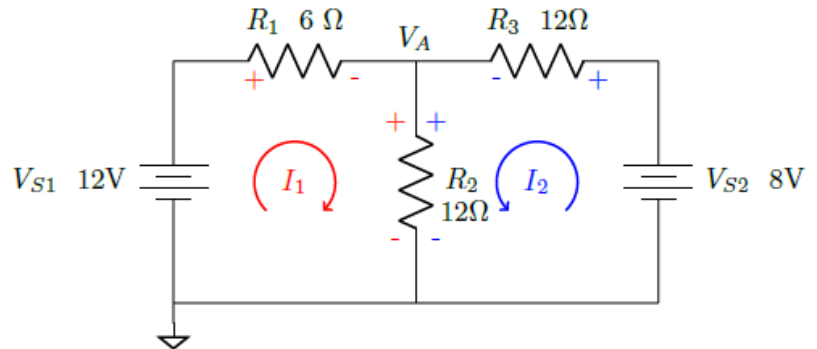 R1 6 Ω
VA
R3 12Ω
+ - - +
+ +
VS1 12V
I1
R2
12Ω
I2
VS2 8V
- -